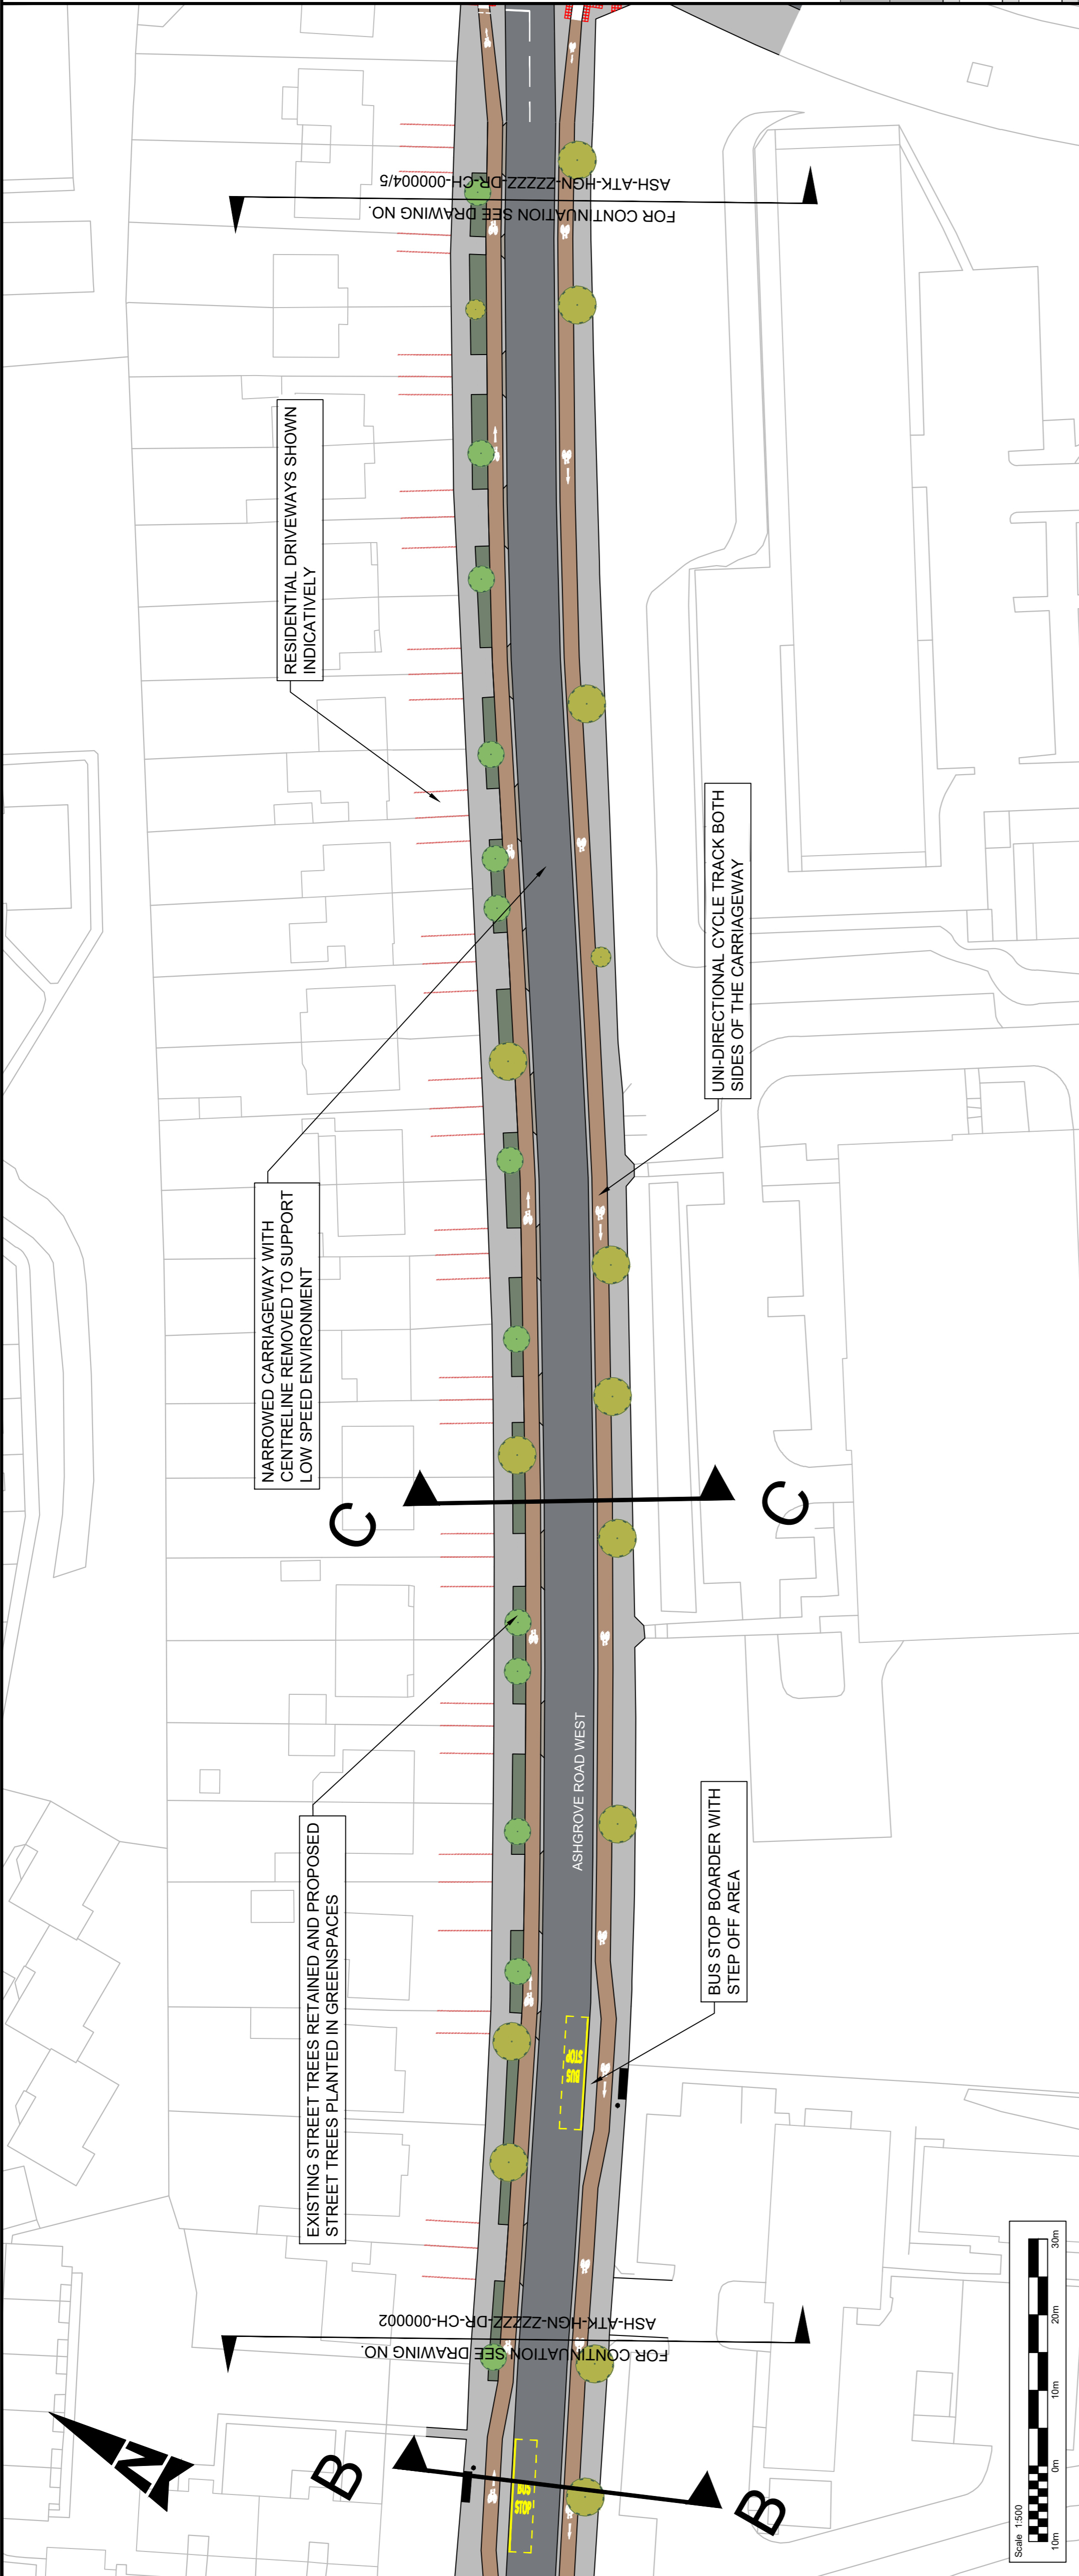 FOR CONTINUATION SEE DRAWING NO.
ASH-ATK-HGN-ZZZZZZ-DR-CH-000004/5
RESIDENTIAL DRIVEWAYS SHOWN
INDICATIVELY
UNI-DIRECTIONAL CYCLE TRACK BOTH
SIDES OF THE CARRIAGEWAY
NARROWED CARRIAGEWAY WITH
CENTRELINE REMOVED TO SUPPORT
LOW SPEED ENVIRONMENT
C
C
ASHGROVE ROAD WEST
EXISTING STREET TREES RETAINED AND PROPOSED
STREET TREES PLANTED IN GREENSPACES
BUS STOP BOARDER WITH
STEP OFF AREA
BUS
STOP
FOR CONTINUATION SEE DRAWING NO.
ASH-ATK-HGN-ZZZZZZ-DR-CH-000002
N
B
B
BUS
STOP
Scale 1:500
10m 0m 10m 20m 30m